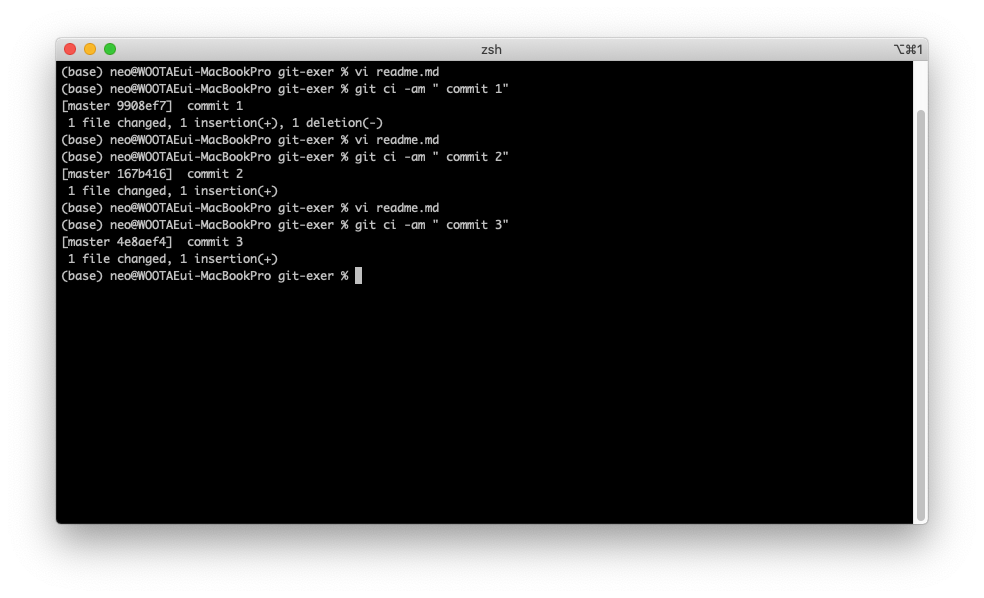 zsh
⌥⌘1
(base) neo@WOOTAEui-MacBookPro git-exer % vi readme.md
(base) neo@WOOTAEui-MacBookPro git-exer % git ci -am " commit 1"
[master 9908ef7]  commit 1
 1 file changed, 1 insertion(+), 1 deletion(-)
(base) neo@WOOTAEui-MacBookPro git-exer % vi readme.md
(base) neo@WOOTAEui-MacBookPro git-exer % git ci -am " commit 2"
[master 167b416]  commit 2
 1 file changed, 1 insertion(+)
(base) neo@WOOTAEui-MacBookPro git-exer % vi readme.md
(base) neo@WOOTAEui-MacBookPro git-exer % git ci -am " commit 3"
[master 4e8aef4]  commit 3
 1 file changed, 1 insertion(+)
(base) neo@WOOTAEui-MacBookPro git-exer %